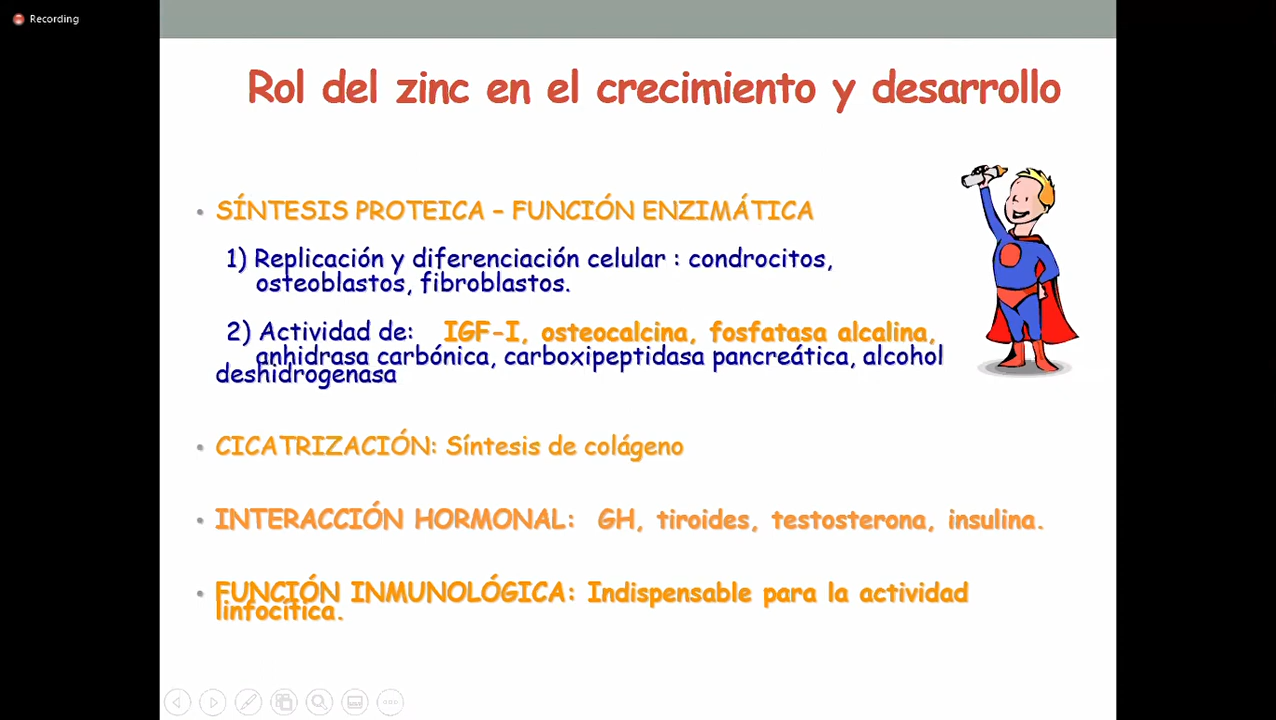 Recording
Rol del zinc en el crecimiento y desarrollo
• SÍNTESIS PROTEICA – FUNCIÓN ENZIMÁTICA
1) Replicación y diferenciación celular : condrocitos,
osteoblastos, fibroblastos.
2) Actividad de: IGF-I, osteocalcina, fosfatasa alcalina,
anhidrasa carbónica, carboxipeptidasa pancreática, alcohol
deshidrogenasa
• CICATRIZACIÓN: Síntesis de colágeno
• INTERACCIÓN HORMONAL: GH, tiroides, testosterona, insulina.
• FUNCIÓN INMUNOLÓGICA: Indispensable para la actividad
linfocítica.